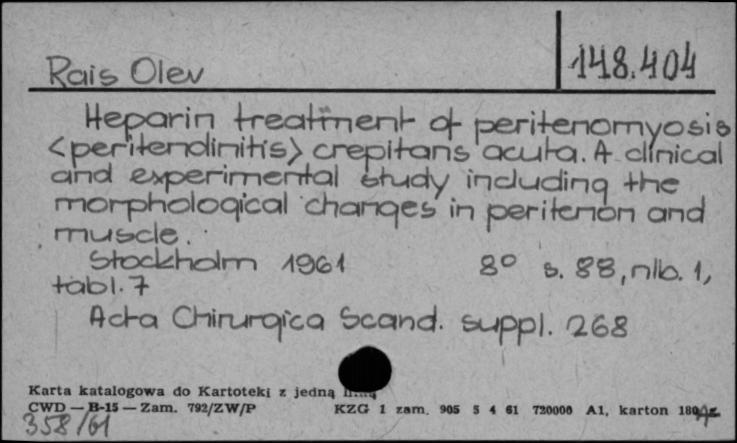 148.404
Rais Olev
Heparin treatment of peritenomyosis
<peritendinitis> crepitans acuta. A clinical
and experimental study including the
morphological changes in peritenon and
muscle.
Stockholm 1961 8° s. 88, nlb. 1,
tabl. 7
Acta Chirurgica Scand. suppl. 268
Karta katalogowa do Kartoteki z jedną
CWD — B-15 — Zam. 792/ZW/P KZG 1 zam. 905 5 4 61 720000 A1, karton
358/61